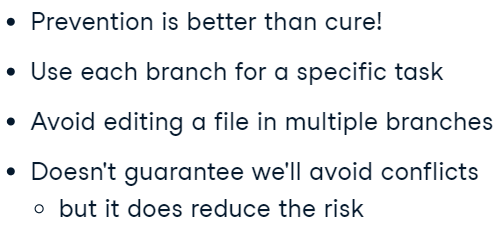 • Prevention is better than cure!
• Use each branch for a specific task
• Avoid editing a file in multiple branches
• Doesn't guarantee we'll avoid conflicts
○ but it does reduce the risk